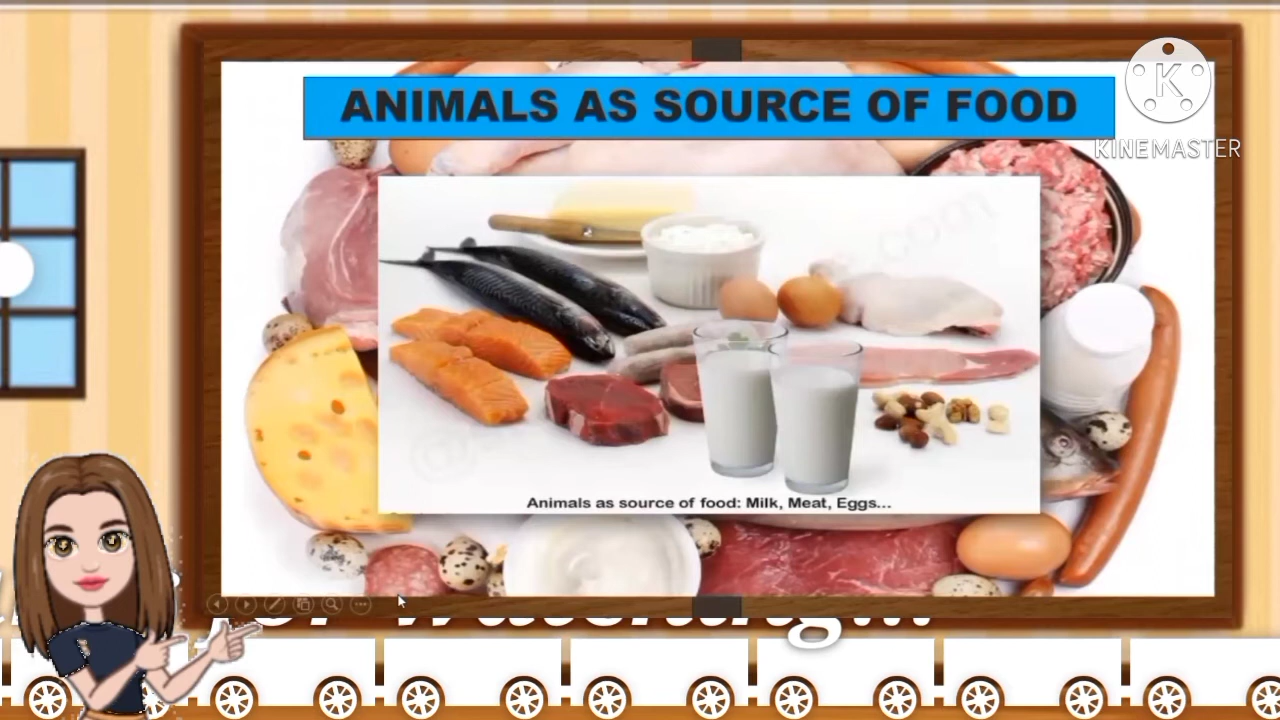 ANIMALS AS SOURCE OF FOOD
K
KINEMASTER
Animals as source of food: Milk, Meat, Eggs...